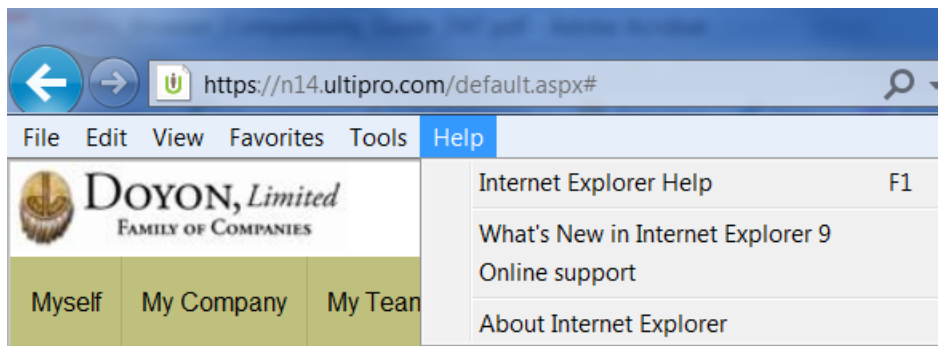 https://n14.ultipro.com/default.aspx#
File Edit View Favorites Tools Help
DOYON, Limited
FAMILY OF COMPANIES
Internet Explorer Help F1
What's New in Internet Explorer 9
Online support
About Internet Explorer
Myself My Company My Team